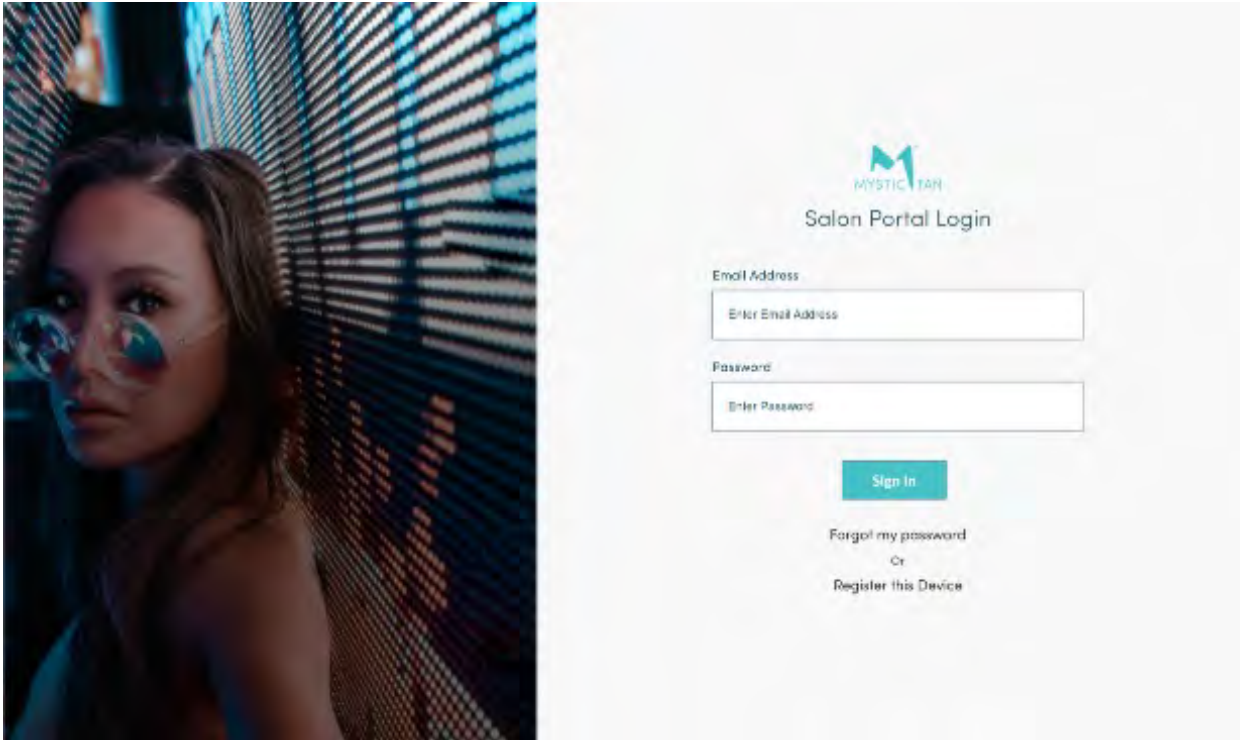 MYSTIC TAN
Salon Portal Login
Email Address
Enter Email Address
Password
Enter Password
Sign In
Forgot my password
Or
Register this Device